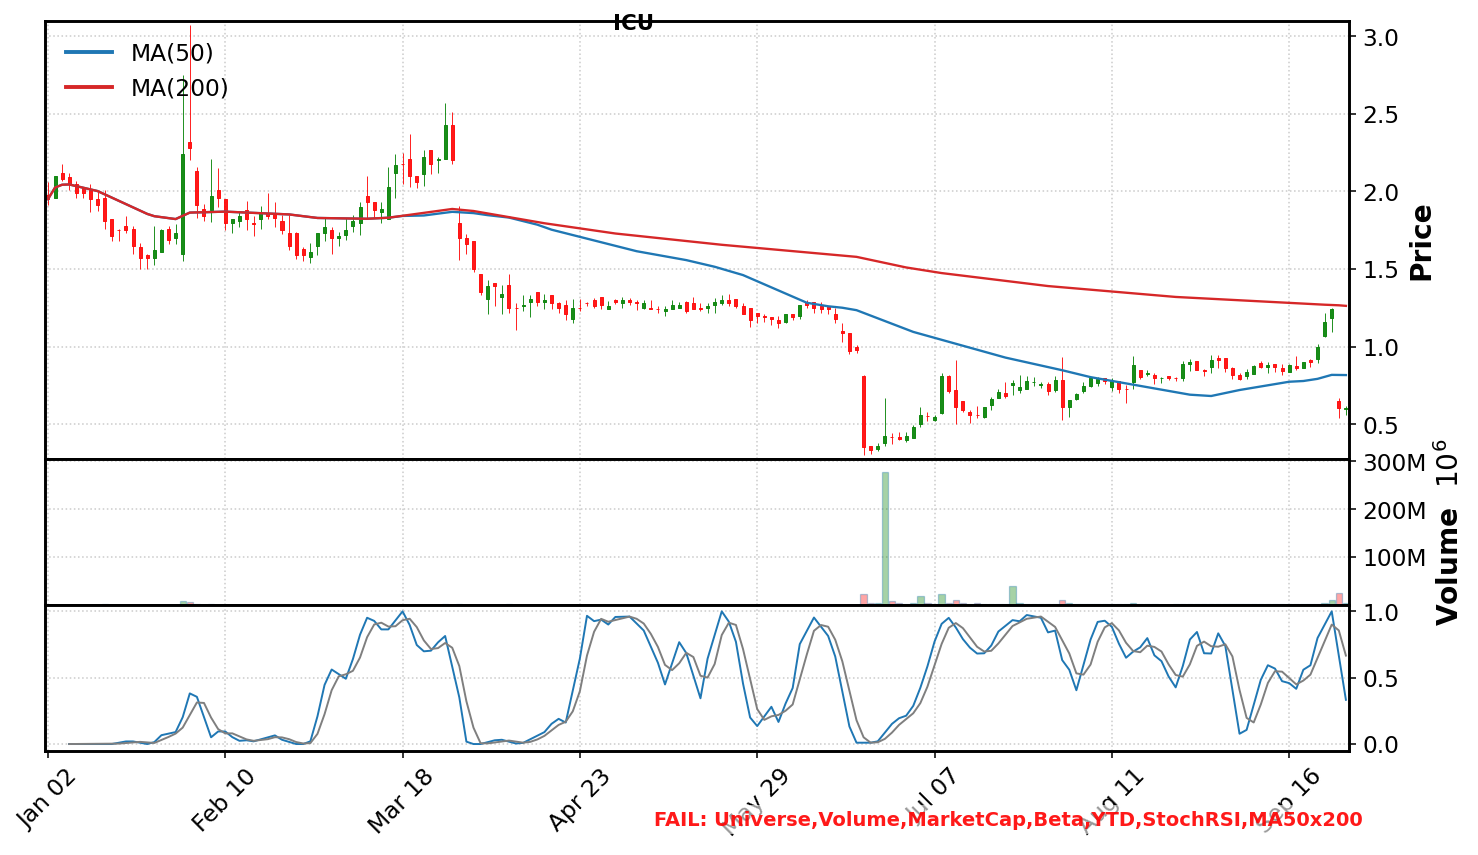 ICU
MA(50)
MA(200)
3.0
2.5
2.0
1.5
1.0
0.5
Price
300M
200M
100M
Volume 10⁶
1.0
0.5
0.0
Jan 02
Feb 10
Mar 18
Apr 23
May 29
Jul 07
Aug 11
Sep 16
FAIL: Universe,Volume,MarketCap,Beta,YTD,StochRSI,MA50x200